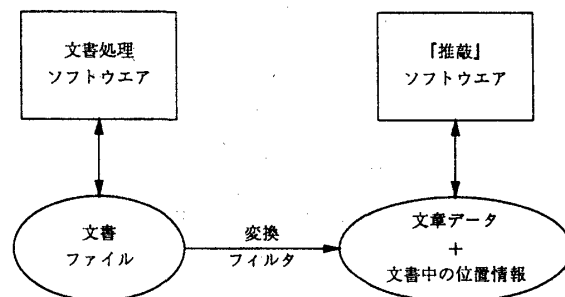 文書処理
ソフトウエア
『推敲』
ソフトウエア
文書
ファイル
変換
フィルタ
文章データ
+
文書中の位置情報